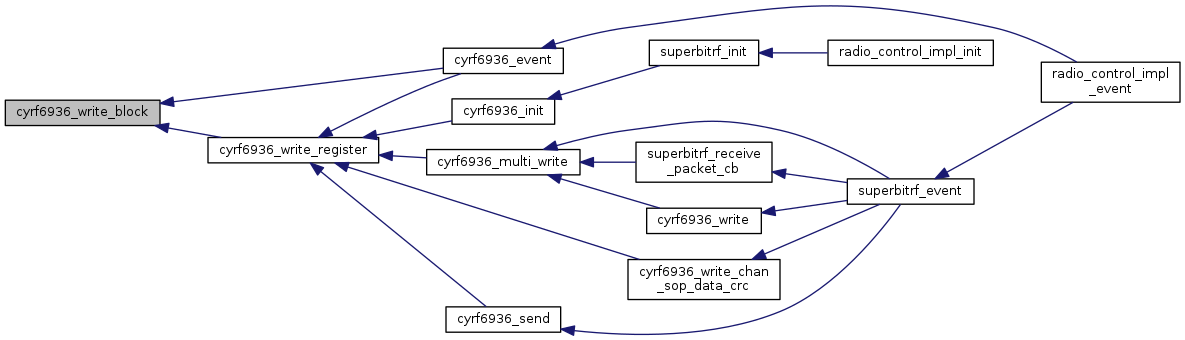 cyrf6936_write_block
cyrf6936_event
cyrf6936_write_register
cyrf6936_init
superbitrf_init
radio_control_impl_init
radio_control_impl
_event
cyrf6936_multi_write
superbitrf_receive
_packet_cb
superbitrf_event
cyrf6936_write
cyrf6936_write_chan
_sop_data_crc
cyrf6936_send